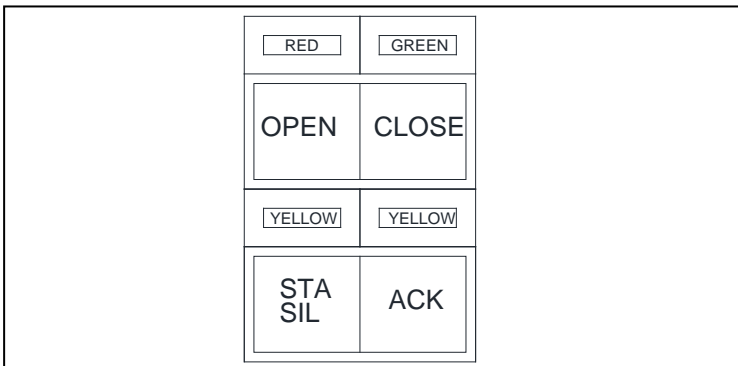 RED GREEN
OPEN CLOSE
YELLOW YELLOW
STA
SIL
ACK